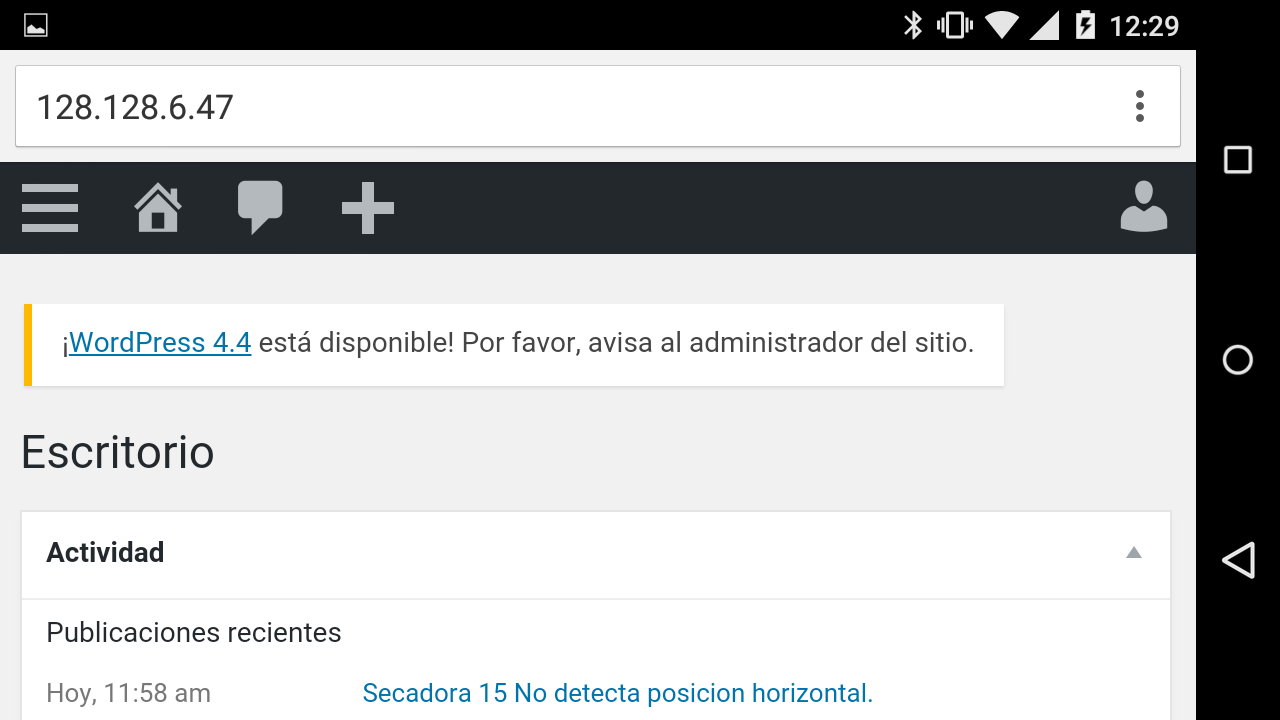 12:29
128.128.6.47
¡WordPress 4.4 está disponible! Por favor, avisa al administrador del sitio.
Escritorio
Actividad
Publicaciones recientes
Hoy, 11:58 am Secadora 15 No detecta posicion horizontal.